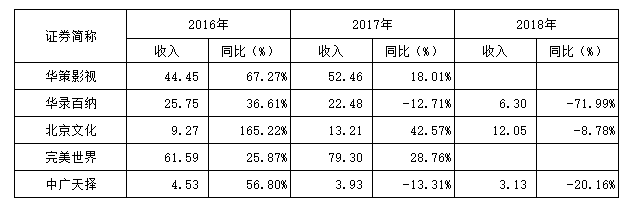 证券简称 2016年 2017年 2018年
收入 同比（%） 收入 同比（%） 收入 同比（%）
华策影视 44.45 67.27% 52.46 18.01%
华录百纳 25.75 36.61% 22.48 -12.71% 6.30 -71.99%
北京文化 9.27 165.22% 13.21 42.57% 12.05 -8.78%
完美世界 61.59 25.87% 79.30 28.76%
中广天择 4.53 56.80% 3.93 -13.31% 3.13 -20.16%